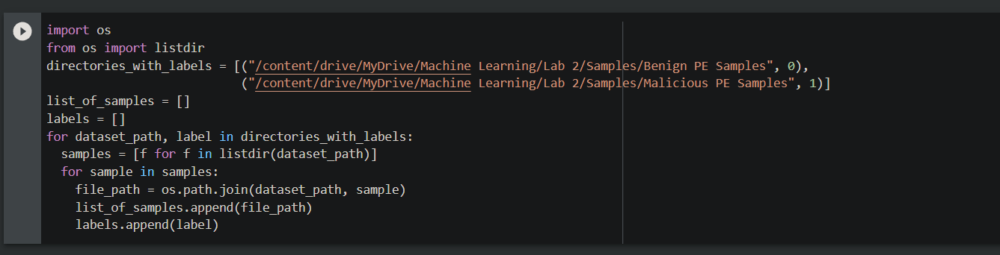 import os
from os import listdir
directories_with_labels = [("/content/drive/MyDrive/Machine Learning/Lab 2/Samples/Benign PE Samples", 0),
                           ("/content/drive/MyDrive/Machine Learning/Lab 2/Samples/Malicious PE Samples", 1)]
list_of_samples = []
labels = []
for dataset_path, label in directories_with_labels:
  samples = [f for f in listdir(dataset_path)]
  for sample in samples:
    file_path = os.path.join(dataset_path, sample)
    list_of_samples.append(file_path)
    labels.append(label)